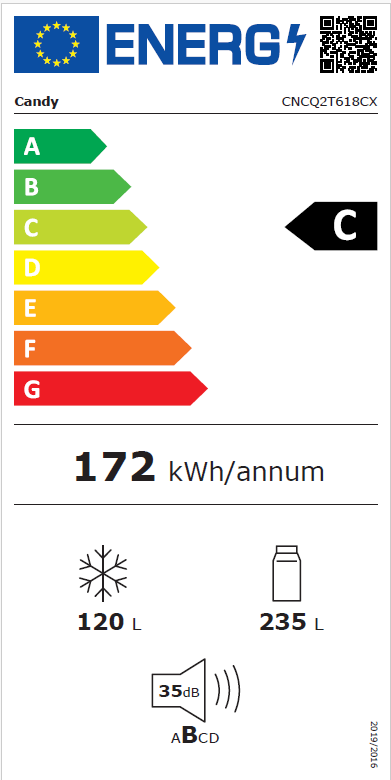 ENERG
Candy CNCQ2T618CX
A
B
C
C
D
E
F
G
172 kWh/annum
120 L 235 L
35dB
ABCD
2019/2016